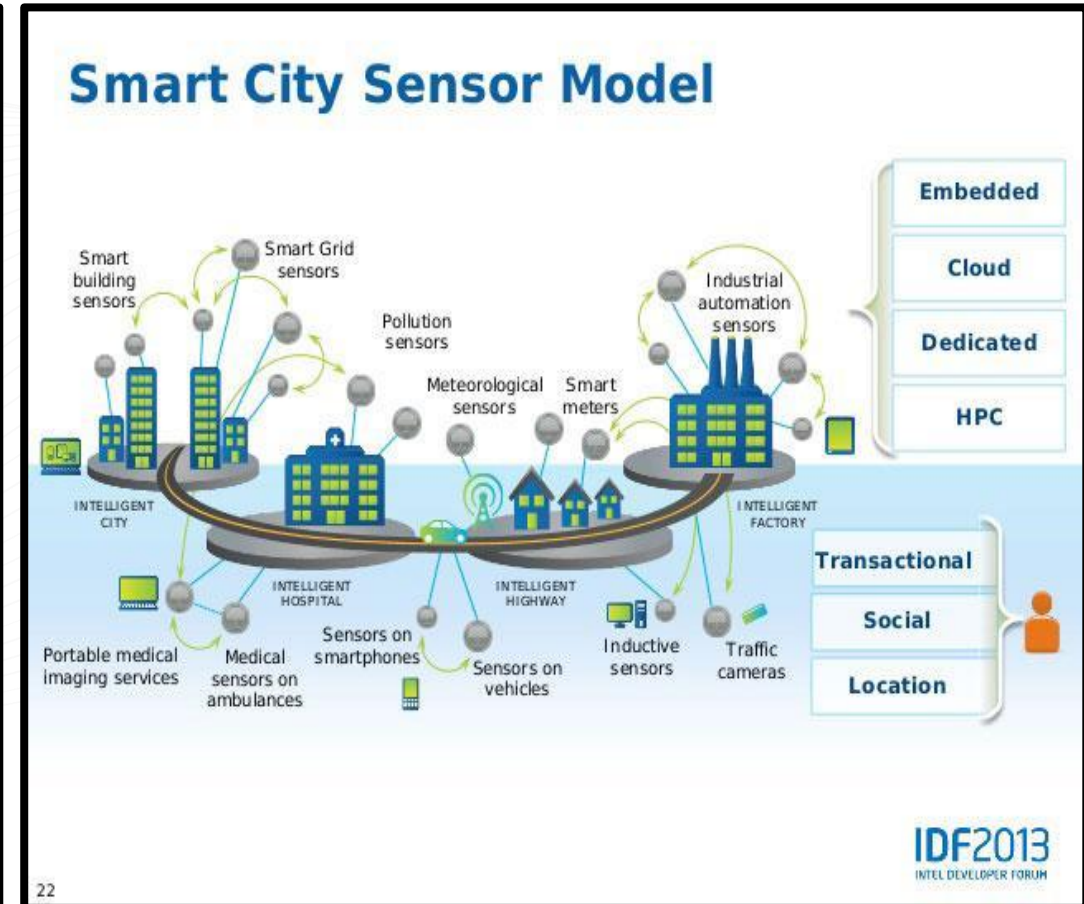 Smart City Sensor Model
Smart
building
sensors
Smart Grid
sensors
Pollution
sensors
Meteorological
sensors
Smart
meters
Industrial
automation
sensors
Embedded
Cloud
Dedicated
HPC
INTELLIGENT
CITY
INTELLIGENT
HOSPITAL
INTELLIGENT
HIGHWAY
INTELLIGENT
FACTORY
Portable medical
imaging services
Medical
sensors on
ambulances
Sensors on
smartphones
Sensors on
vehicles
Inductive
sensors
Traffic
cameras
Transactional
Social
Location
22
IDF2013
INTEL DEVELOPER FORUM